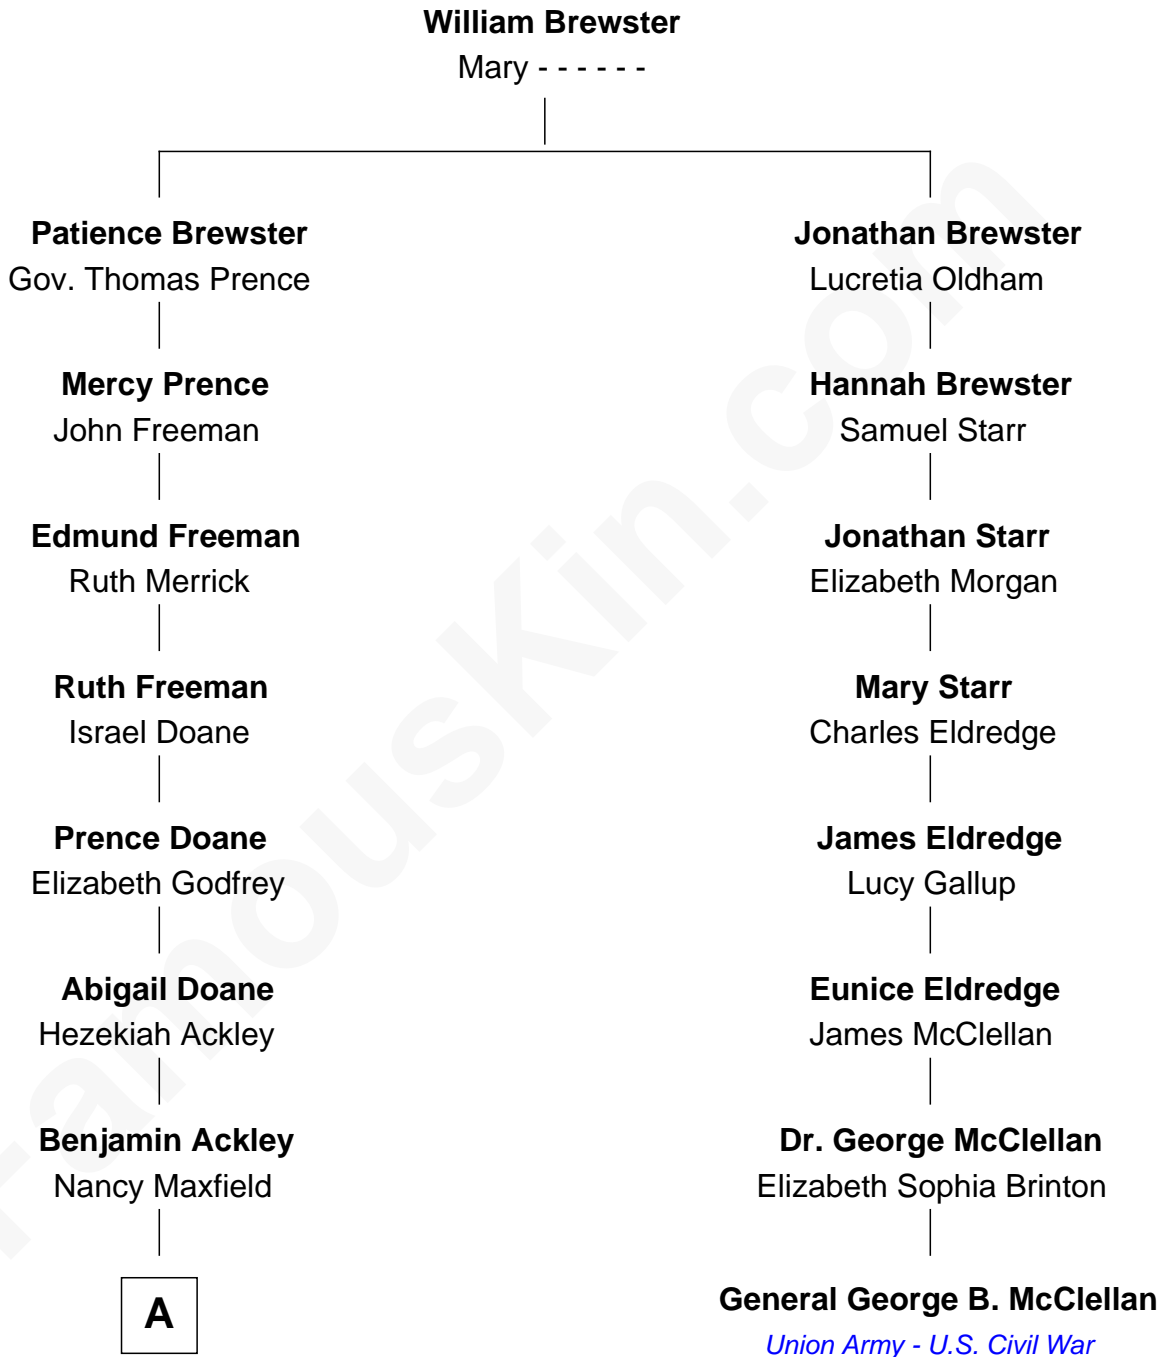 William Brewster
Mary - - - - - -
Patience Brewster
Gov. Thomas Prence
Jonathan Brewster
Lucretia Oldham
Mercy Prence
John Freeman
Hannah Brewster
Samuel Starr
Edmund Freeman
Ruth Merrick
Jonathan Starr
Elizabeth Morgan
Ruth Freeman
Israel Doane
Mary Starr
Charles Eldredge
Prence Doane
Elizabeth Godfrey
James Eldredge
Lucy Gallup
Abigail Doane
Hezekiah Ackley
Eunice Eldredge
James McClellan
Benjamin Ackley
Nancy Maxfield
Dr. George McClellan
Elizabeth Sophia Brinton
A
General George B. McClellan
Union Army - U.S. Civil War
FamousKin.com